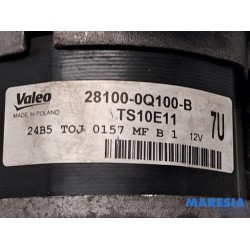 Valeo
MADE IN POLAND
28100-0Q100-B
TS10E11
7U
24B5 TOJ 0157 MF B 1 12V
MARESIA